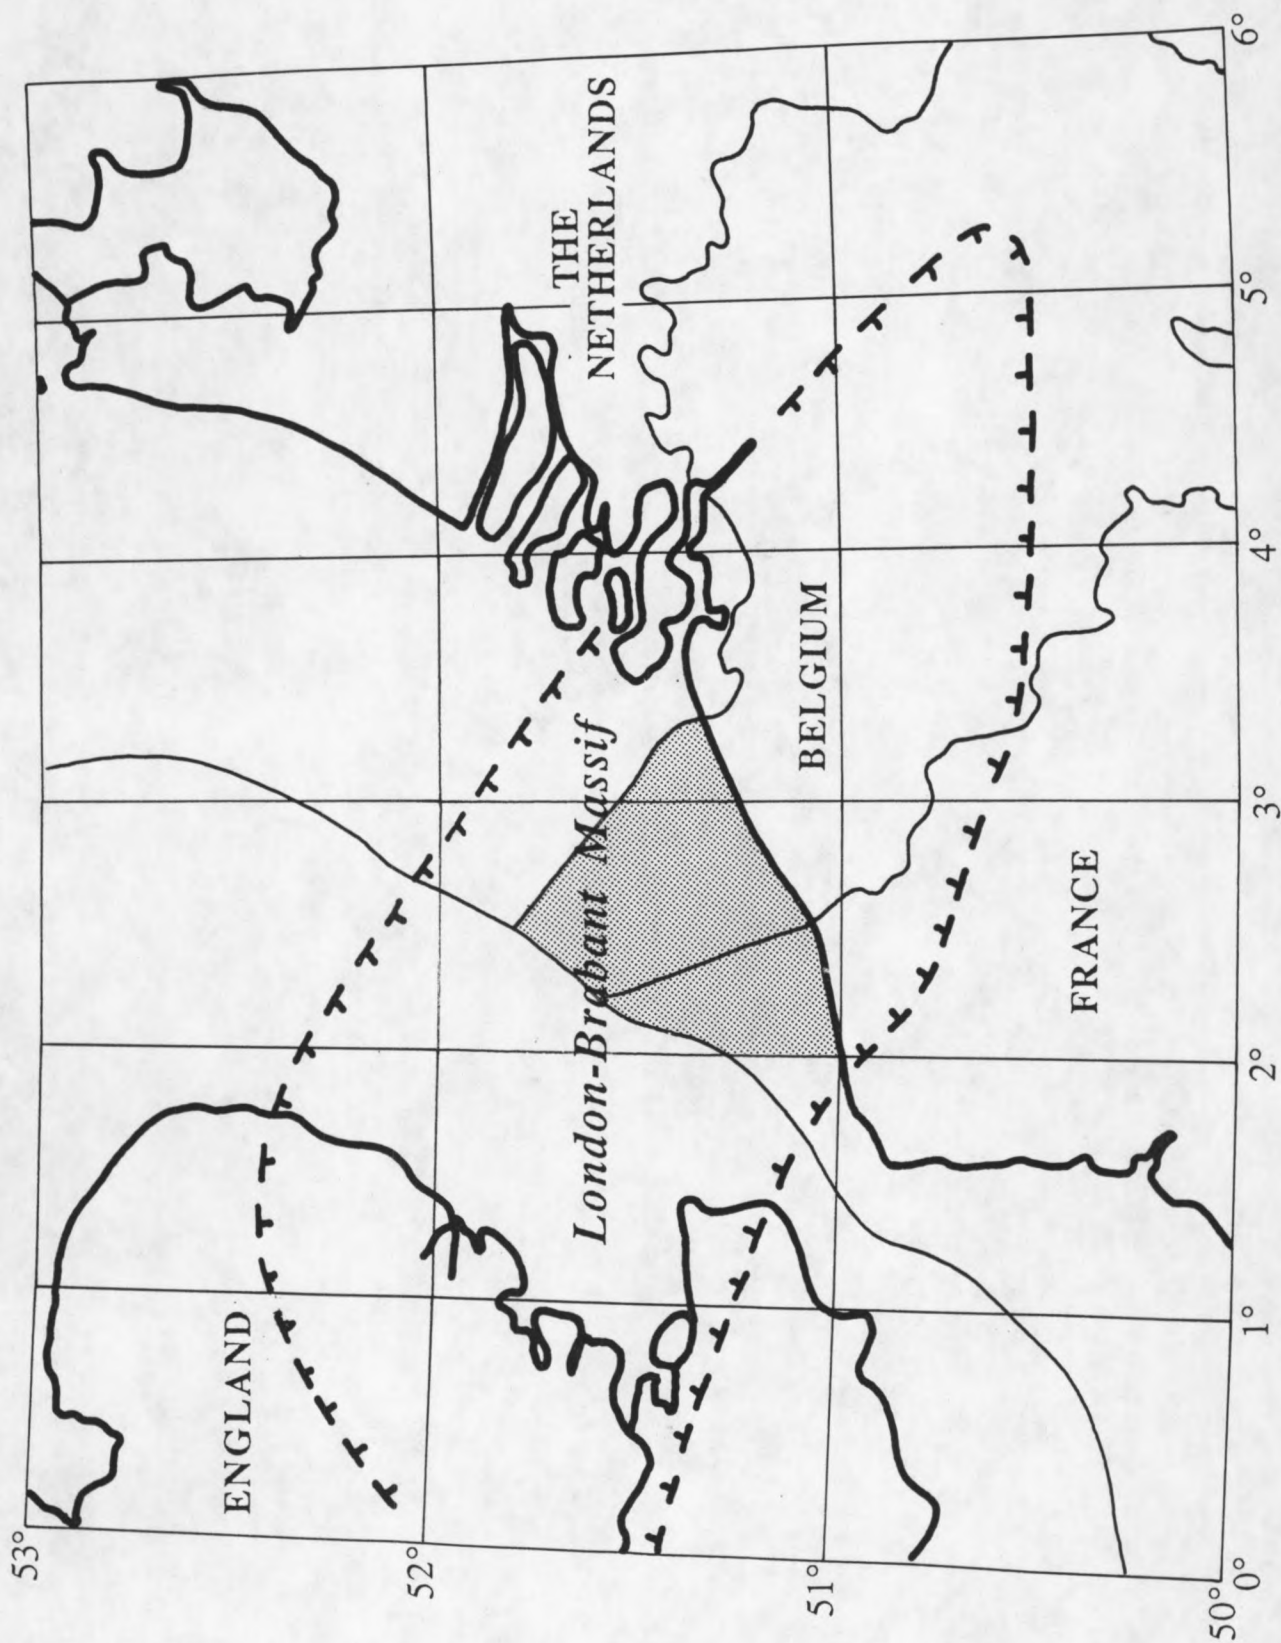 53°
52°
51°
50°
0°
1°
2°
3°
4°
5°
6°
ENGLAND
THE
NETHERLANDS
London-Brabant Massif
BELGIUM
FRANCE